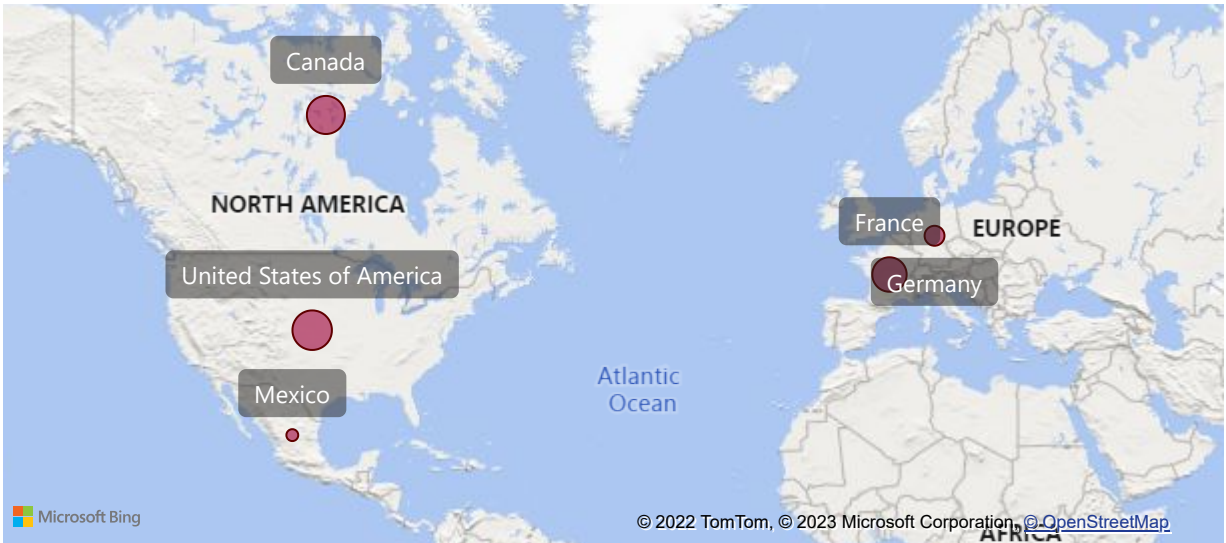 Canada
NORTH AMERICA
France
EUROPE
United States of America
Germany
Mexico
Atlantic
Ocean
Microsoft Bing
© 2022 TomTom, © 2023 Microsoft Corporation, © OpenStreetMap
AFRICA